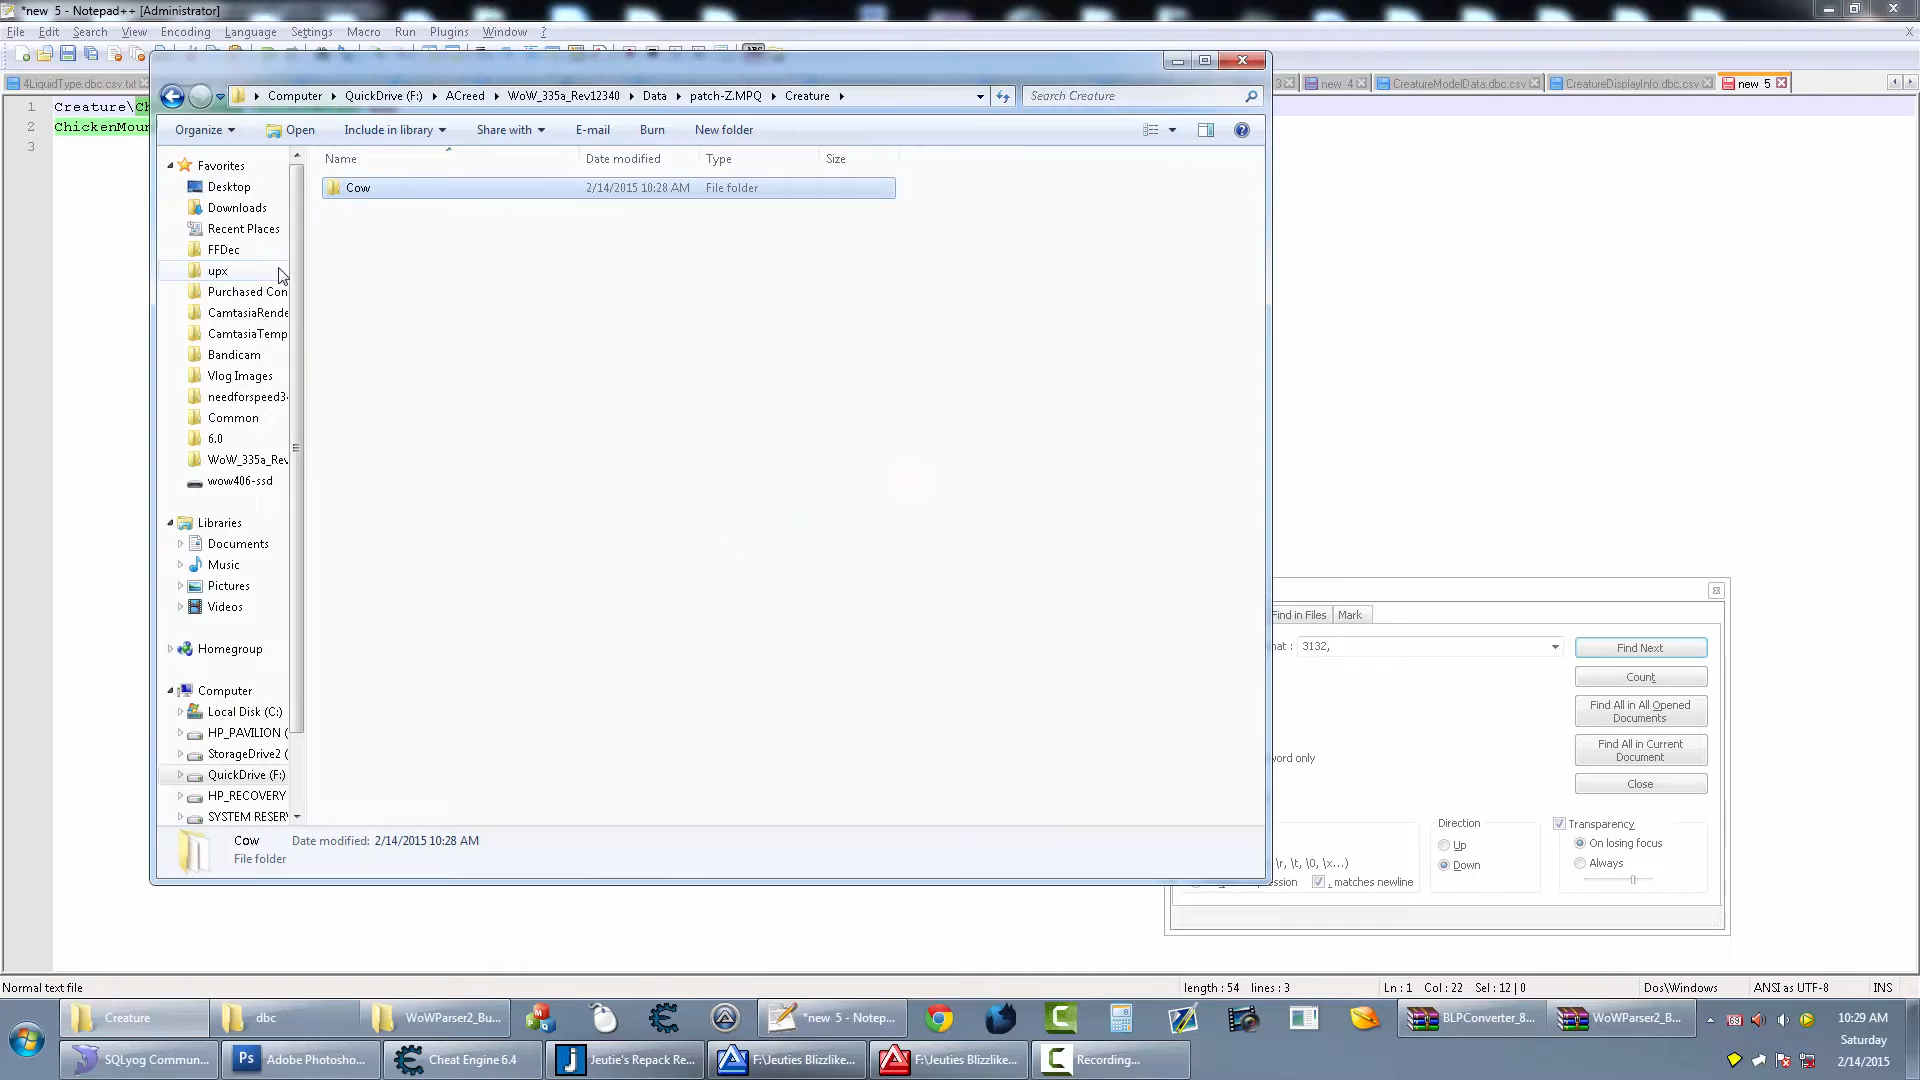 *new  5 - Notepad++ [Administrator]
File Edit Search View Encoding Language Settings Macro Run Plugins Window ?
4LiquidType.dbc.csv.txt
3
new 4
CreatureModelData.dbc.csv
CreatureDisplayInfo.dbc.csv
new 5
1
2
3
Creature\Ch
ChickenMoun
Computer QuickDrive (F:) ACreed WoW_335a_Rev12340 Data patch-Z.MPQ Creature
Search Creature
Organize Open Include in library Share with E-mail Burn New folder
Name Date modified Type Size
Cow 2/14/2015 10:28 AM File folder
Favorites
Desktop
Downloads
Recent Places
FFDec
upx
Purchased Con
CamtasiaRende
CamtasiaTemp
Bandicam
Vlog Images
needforspeed3
Common
6.0
WoW_335a_Rev
wow406-ssd
Libraries
Documents
Music
Pictures
Videos
Homegroup
Computer
Local Disk (C:)
HP_PAVILION (
StorageDrive2 (
QuickDrive (F:)
HP_RECOVERY
SYSTEM RESERV
Cow Date modified: 2/14/2015 10:28 AM
File folder
Find in Files Mark
hat : 3132,
Find Next
Count
Find All in All Opened
Documents
Find All in Current
Document
Close
word only
Direction
Up
Down
Transparency
On losing focus
Always
\r, \t, \0, \x...)
. matches newline
Normal text file
length : 54 lines : 3
Ln : 1 Col : 22 Sel : 12 | 0
Dos\Windows
ANSI as UTF-8
INS
Creature
dbc
WoWParser2_Bu...
*new 5 - Notep...
BLPConverter_8...
WoWParser2_B...
10:29 AM
Saturday
2/14/2015
SQLyog Commun...
Adobe Photosho...
Cheat Engine 6.4
Jeutie's Repack Re...
F:\Jeuties Blizzlike...
F:\Jeuties Blizzlike...
Recording...